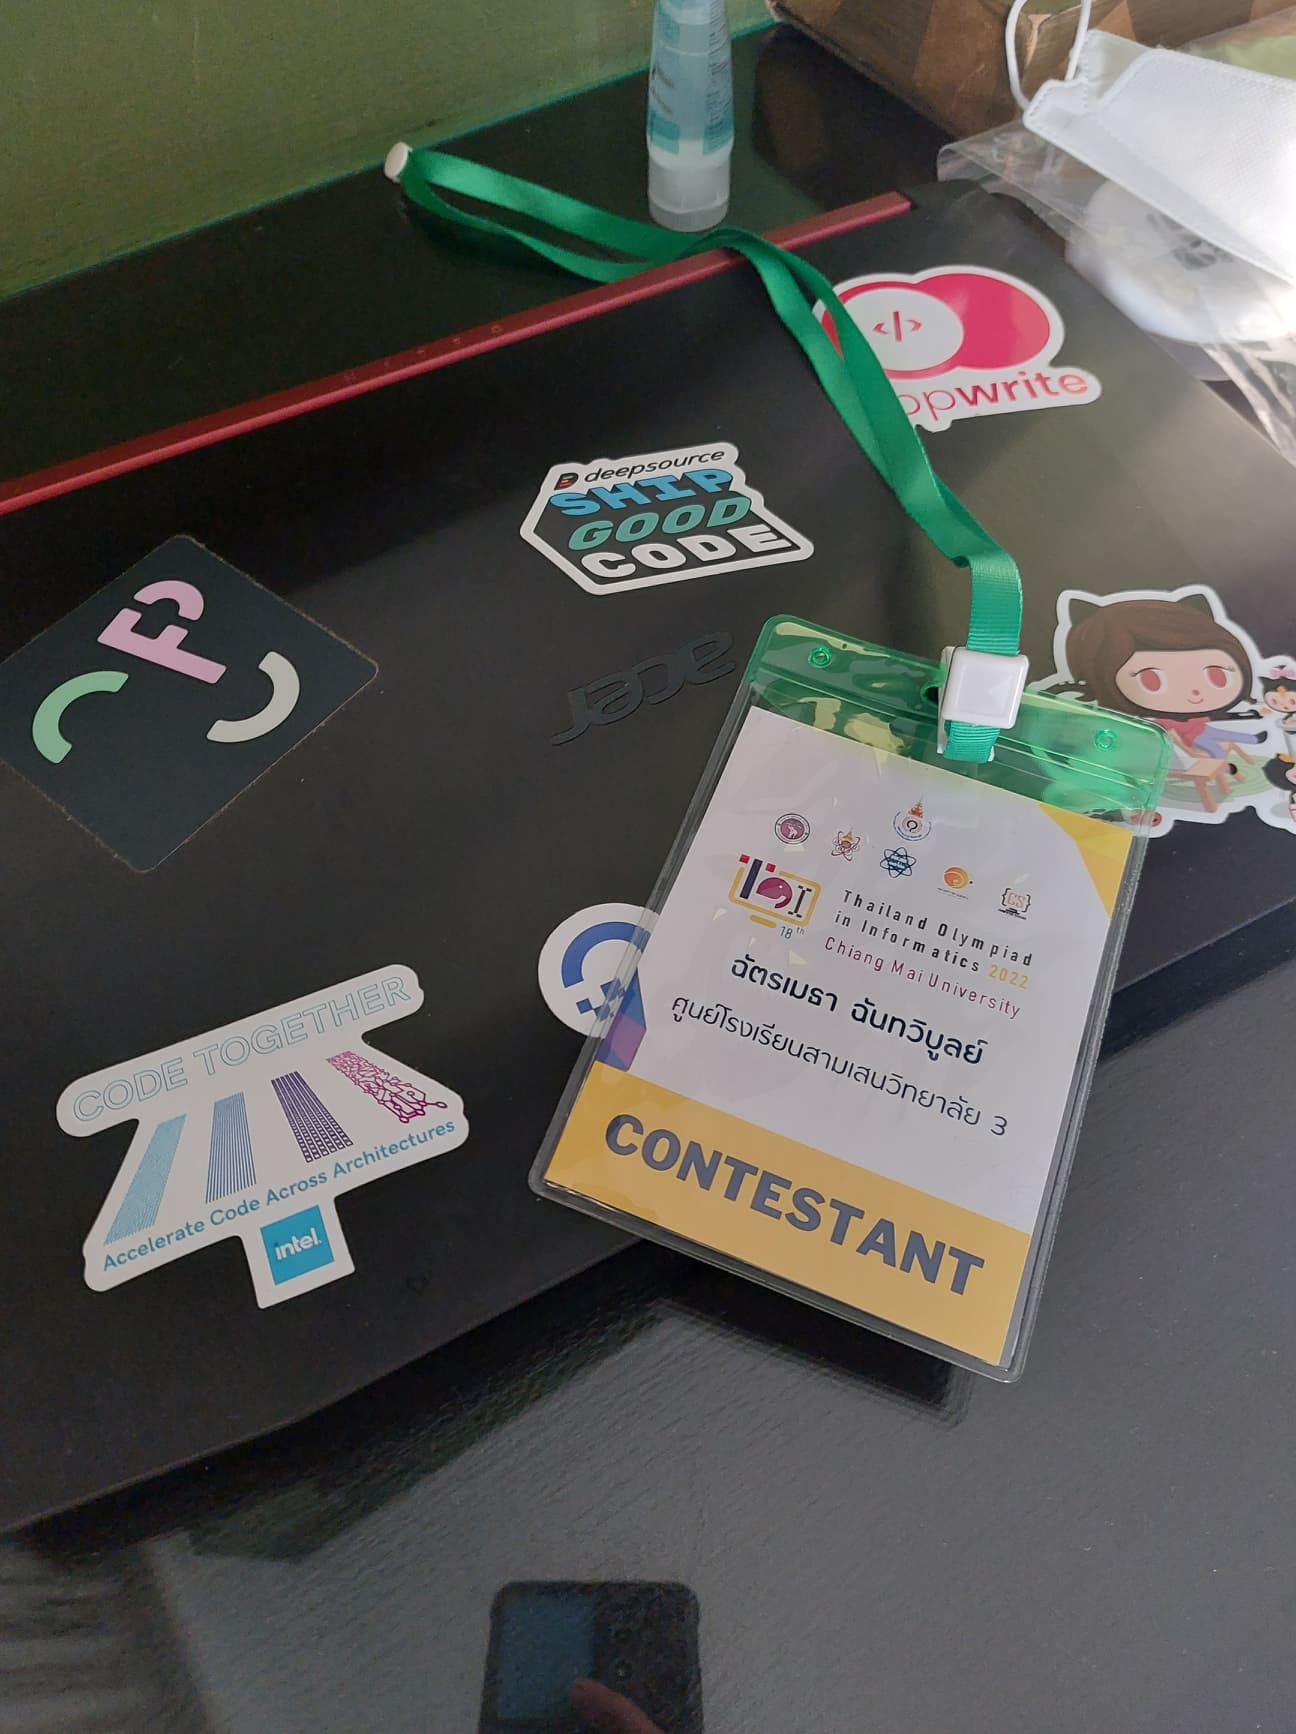 appwrite
deepsource
SHIP
GOOD
CODE
acer
CODE TOGETHER
Accelerate Code Across Architectures
intel.
18th
Thailand Olympiad
in Informatics 2022
Chiang Mai University
ฉัตรเมธา ฉันทวิบูลย์
ศูนย์โรงเรียนสามเสนวิทยาลัย 3
CONTESTANT